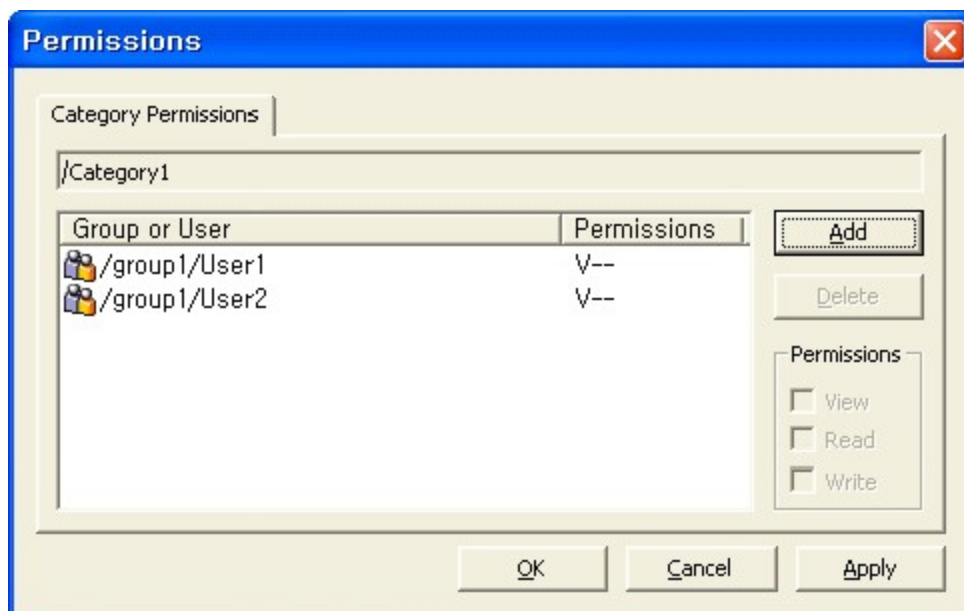 Permissions
Category Permissions
/Category1
Group or User Permissions
/group1/User1 V--
/group1/User2 V--
Add
Delete
Permissions
View
Read
Write
OK Cancel Apply